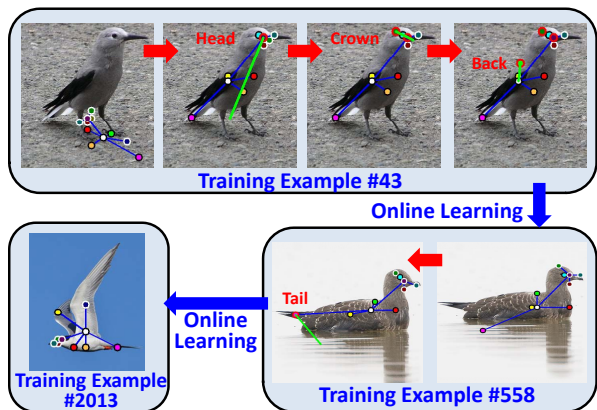 Head
Crown
Back
Training Example #43
Online Learning
Tail
Online
Learning
Training Example
#2013
Training Example #558